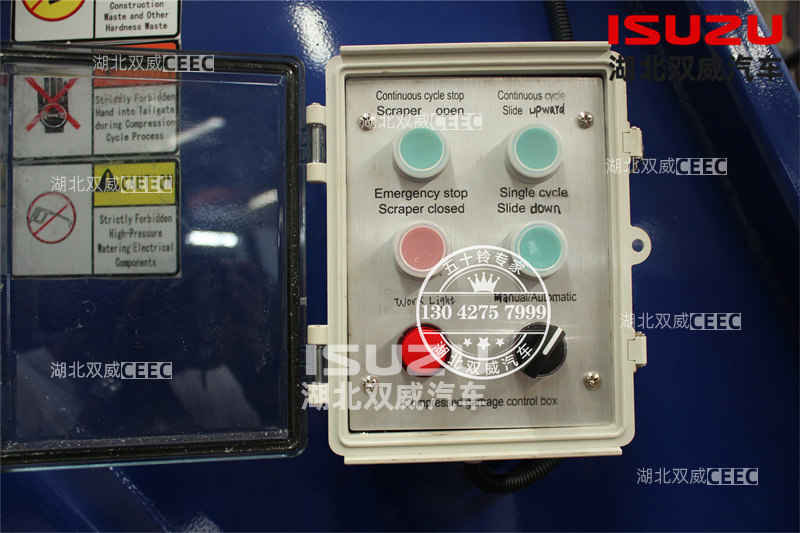 Construction
Waste and Other
Hardness Waste
湖北双威CEEC
ISUZU
湖北双威汽车
Strictly Forbidden
Hand into Tailgate
during Compression
Cycle Process
Continuous cycle stop
Scraper open
Continuous cycle
Slide upward
湖北双威CEEC
湖北双威CEEC
湖北双威CEEC
Strictly Forbidden
High-Pressure
Watering Electrical
Components
Emergency stop
Scraper closed
Single cycle
Slide down
五十铃专家
130 4275 7999
湖北双威汽车
Work Light
Manual/Automatic
湖北双威CEEC
湖北双威CEEC
ISUZU
湖北双威汽车
control box
湖北双威CEEC